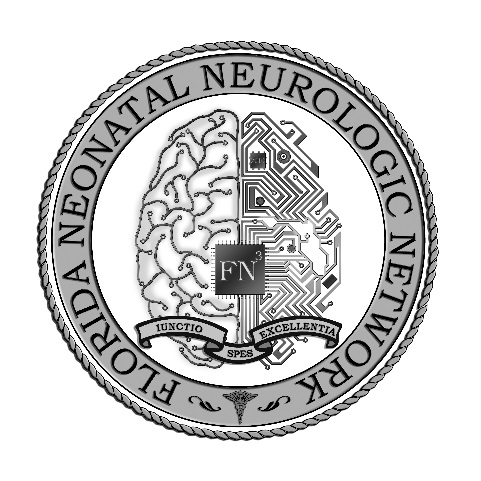 FLORIDA NEONATAL NEUROLOGIC NETWORK
FN3
IUNCTIO
SPES
EXCELLENTIA